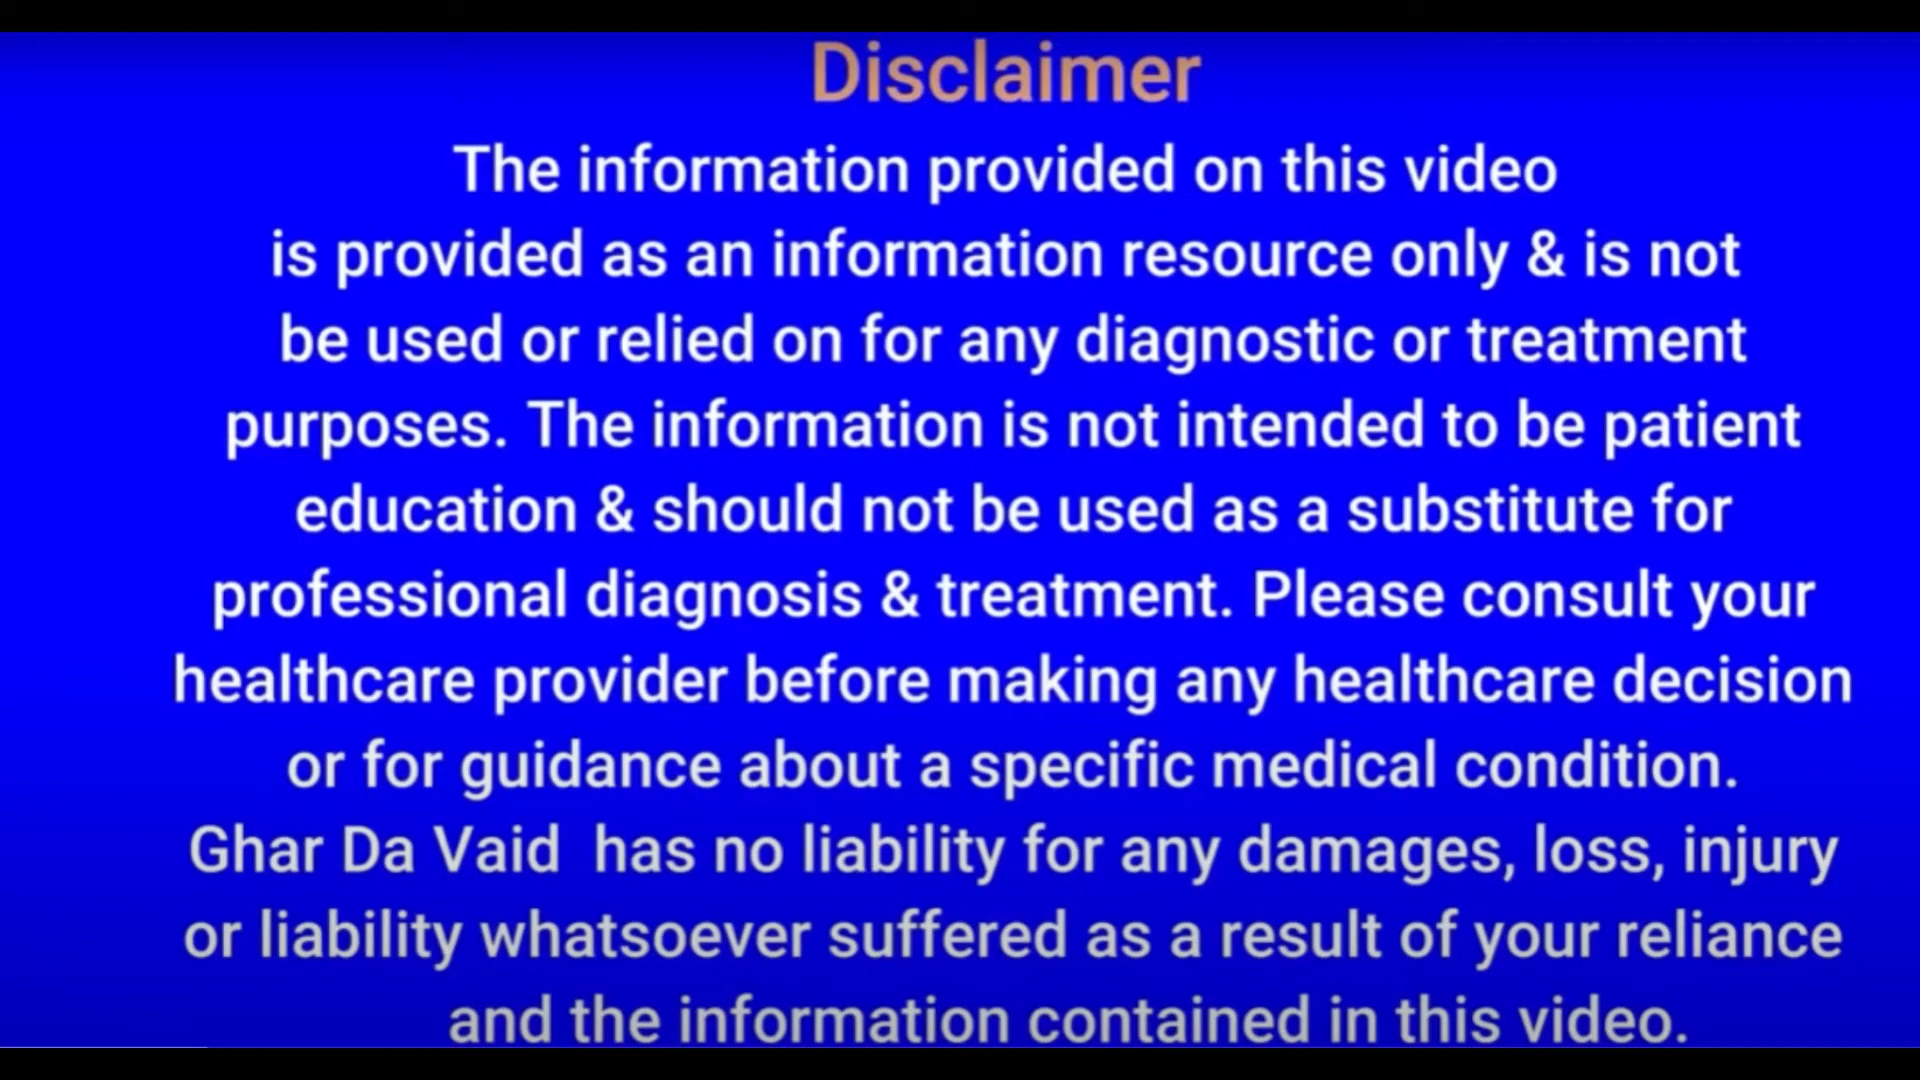 Disclaimer
The information provided on this video
is provided as an information resource only & is not
be used or relied on for any diagnostic or treatment
purposes. The information is not intended to be patient
education & should not be used as a substitute for
professional diagnosis & treatment. Please consult your
healthcare provider before making any healthcare decision
or for guidance about a specific medical condition.
Ghar Da Vaid has no liability for any damages, loss, injury
or liability whatsoever suffered as a result of your reliance
and the information contained in this video.